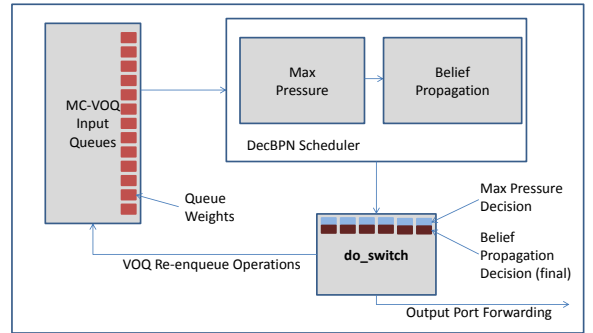 MC-VOQ
Input
Queues
Max
Pressure
Belief
Propagation
DecBPN Scheduler
Queue
Weights
Max Pressure
Decision
do_switch
Belief
Propagation
Decision (final)
VOQ Re-enqueue Operations
Output Port Forwarding